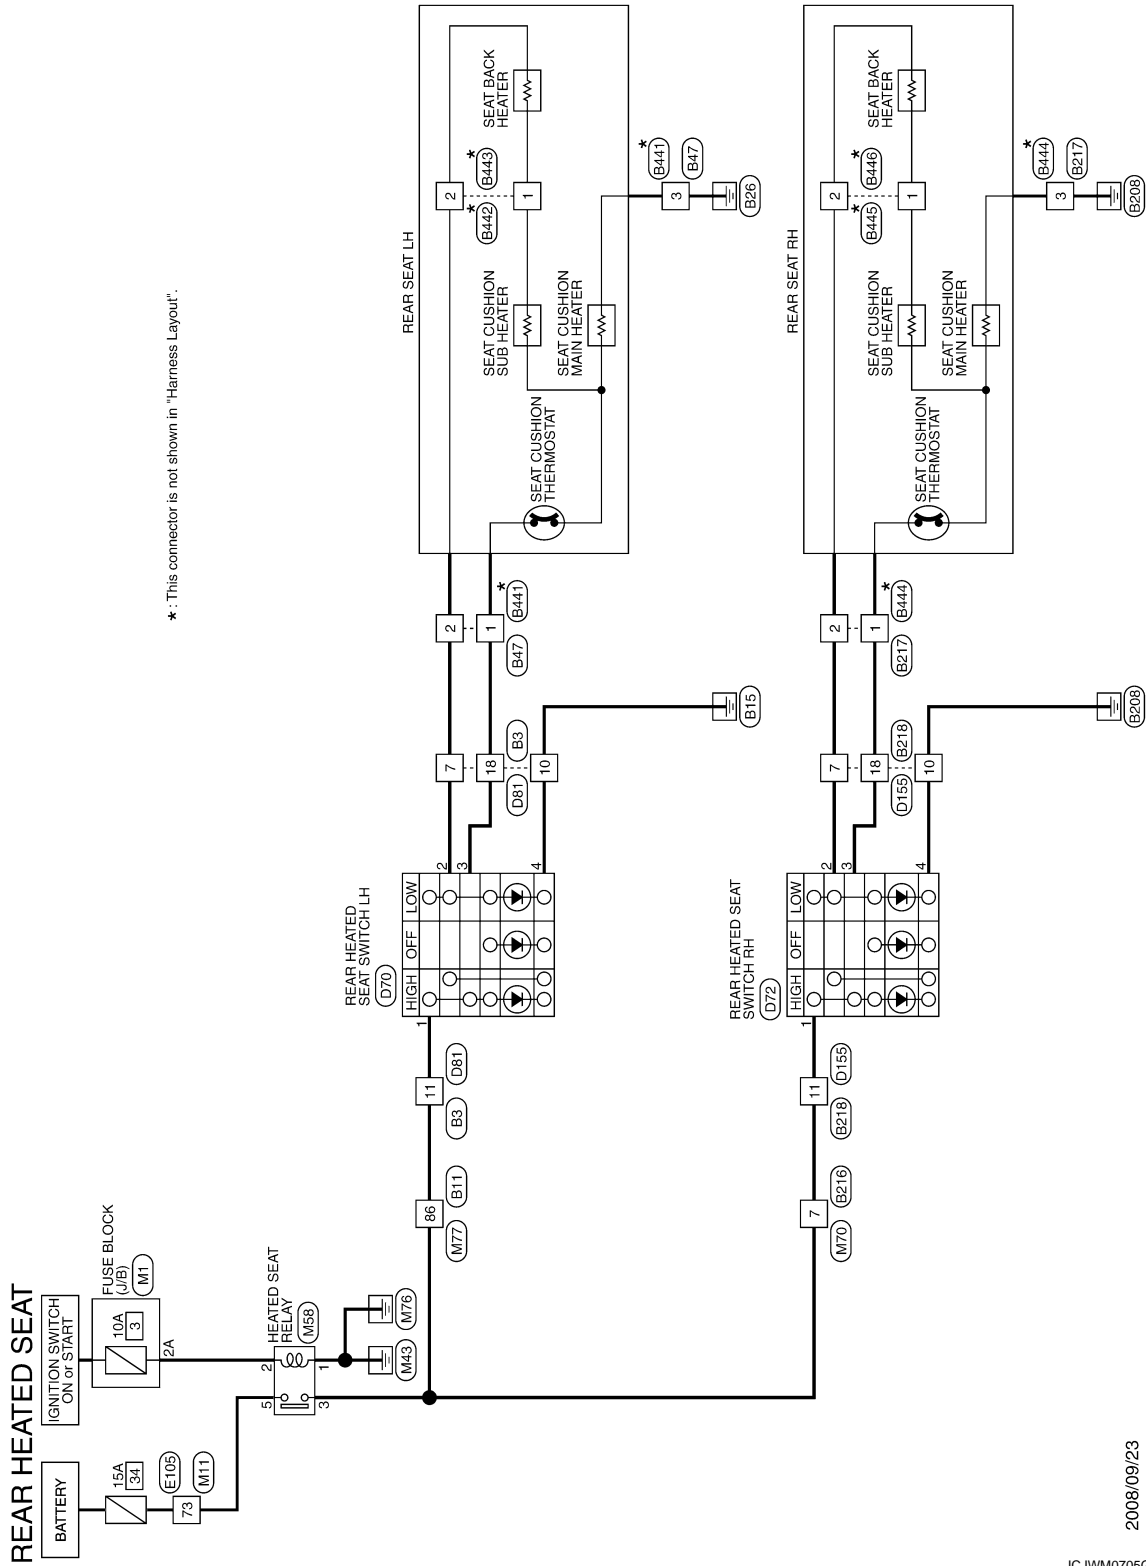 REAR HEATED SEAT
BATTERY
15A
34
E105
73
M11
IGNITION SWITCH
ON or START
FUSE BLOCK
(J/B)
M1
10A
3
2A
HEATED SEAT
RELAY
M58
5
2
3
1
M43
M76
86
M77
B11
11
B3
D81
1
REAR HEATED
SEAT SWITCH LH
D70
HIGH
OFF
LOW
2
3
4
7
18
10
D81
B3
B15
2
1
B47
*
B441
REAR SEAT LH
SEAT CUSHION
THERMOSTAT
SEAT CUSHION
SUB HEATER
SEAT CUSHION
MAIN HEATER
2
1
*
B442
*
B443
SEAT BACK
HEATER
3
*
B441
B47
B26
7
M70
B216
11
B218
D155
1
REAR HEATED SEAT
SWITCH RH
D72
HIGH
OFF
LOW
2
3
4
7
18
10
D155
B218
B208
2
1
B217
*
B444
REAR SEAT RH
SEAT CUSHION
THERMOSTAT
SEAT CUSHION
SUB HEATER
SEAT CUSHION
MAIN HEATER
2
1
*
B445
*
B446
SEAT BACK
HEATER
3
*
B444
B217
B208
* : This connector is not shown in "Harness Layout".
2008/09/23